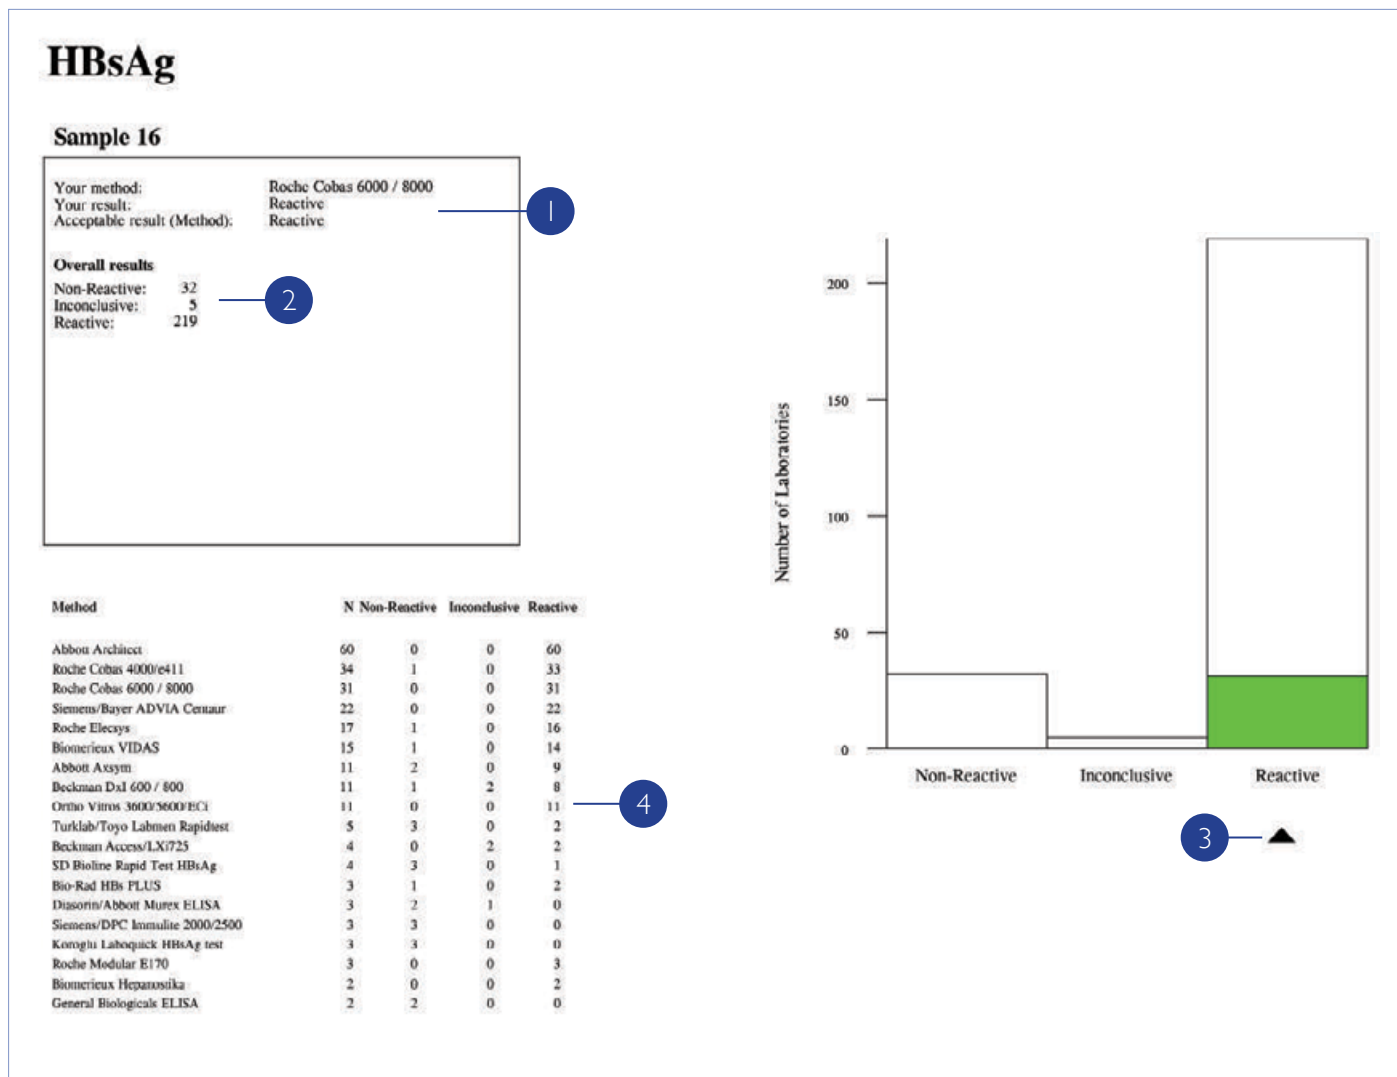 HBsAg
Sample 16
Your method: Roche Cobas 6000 / 8000
Your result: Reactive
Acceptable result (Method): Reactive
1
Overall results
Non-Reactive: 32
Inconclusive: 5
Reactive: 219
2
Method N Non-Reactive Inconclusive Reactive
Abbott Architect 60 0 0 60
Roche Cobas 4000/e411 34 1 0 33
Roche Cobas 6000 / 8000 31 0 0 31
Siemens/Bayer ADVIA Centaur 22 0 0 22
Roche Elecsys 17 1 0 16
Biomerieux VIDAS 15 1 0 14
Abbott Axsym 11 2 0 9
Beckman DxI 600 / 800 11 1 2 8
Ortho Vitros 3600/5600/ECi 11 0 0 11
4
Turklab/Toyo Labmen Rapidtest 5 3 0 2
Beckman Access/LXi725 4 0 2 2
SD Bioline Rapid Test HBsAg 4 3 0 1
Bio-Rad HBs PLUS 3 1 0 2
Diasorin/Abbott Murex ELISA 3 2 1 0
Siemens/DPC Immulite 2000/2500 3 3 0 0
Koroglu Laboquick HBsAg test 3 3 0 0
Roche Modular E170 3 0 0 3
Biomerieux Hepanostika 2 0 0 2
General Biologicals ELISA 2 2 0 0
Number of Laboratories
200
150
100
50
0
Non-Reactive Inconclusive Reactive
3